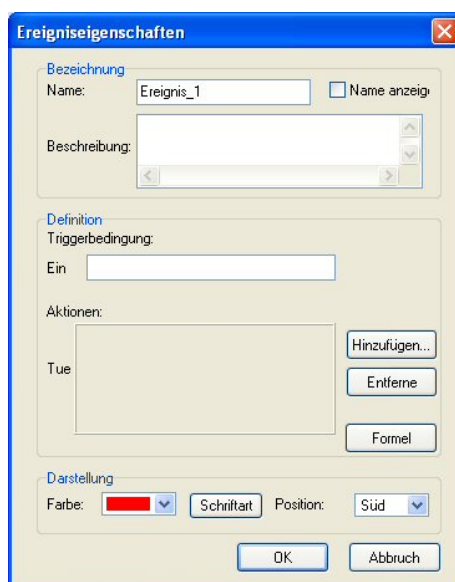 Ereigniseigenschaften
Bezeichnung
Name: Ereignis_1 Name anzeig
Beschreibung:
Definition
Triggerbedingung:
Ein
Aktionen:
Hinzufügen...
Tue
Entferne
Formel
Darstellung
Farbe: Schriftart Position: Süd
OK Abbruch